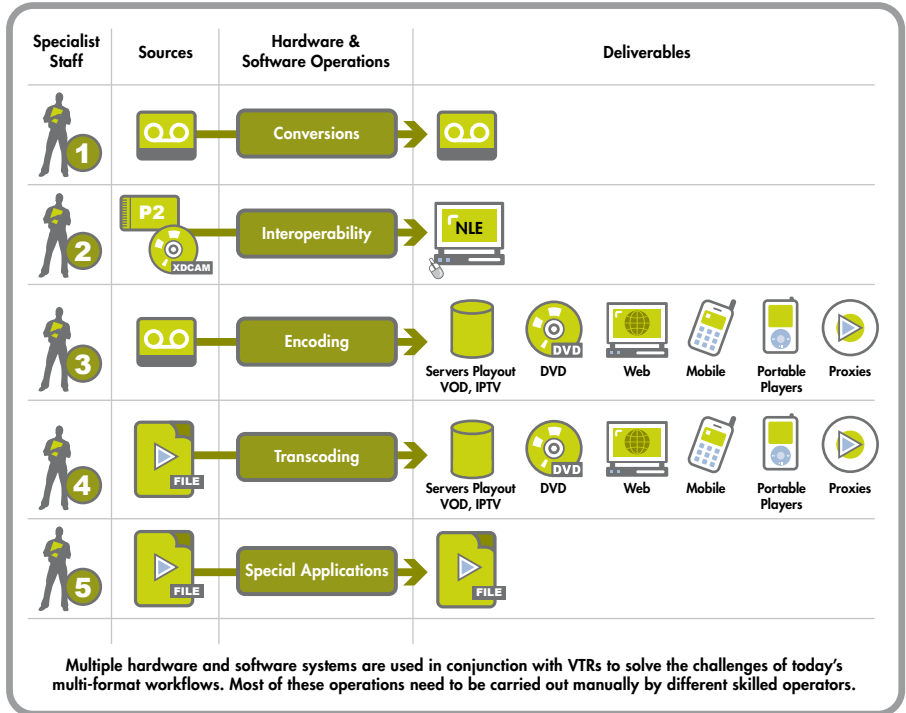 Specialist
Staff
Sources
Hardware &
Software Operations
Deliverables
1
Conversions
2
P2
XDCAM
Interoperability
NLE
3
Encoding
Servers Playout
VOD, IPTV
DVD
DVD
Web
Mobile
Portable
Players
Proxies
4
FILE
Transcoding
Servers Playout
VOD, IPTV
DVD
DVD
Web
Mobile
Portable
Players
Proxies
5
FILE
Special Applications
FILE
Multiple hardware and software systems are used in conjunction with VTRs to solve the challenges of today's
multi-format workflows. Most of these operations need to be carried out manually by different skilled operators.